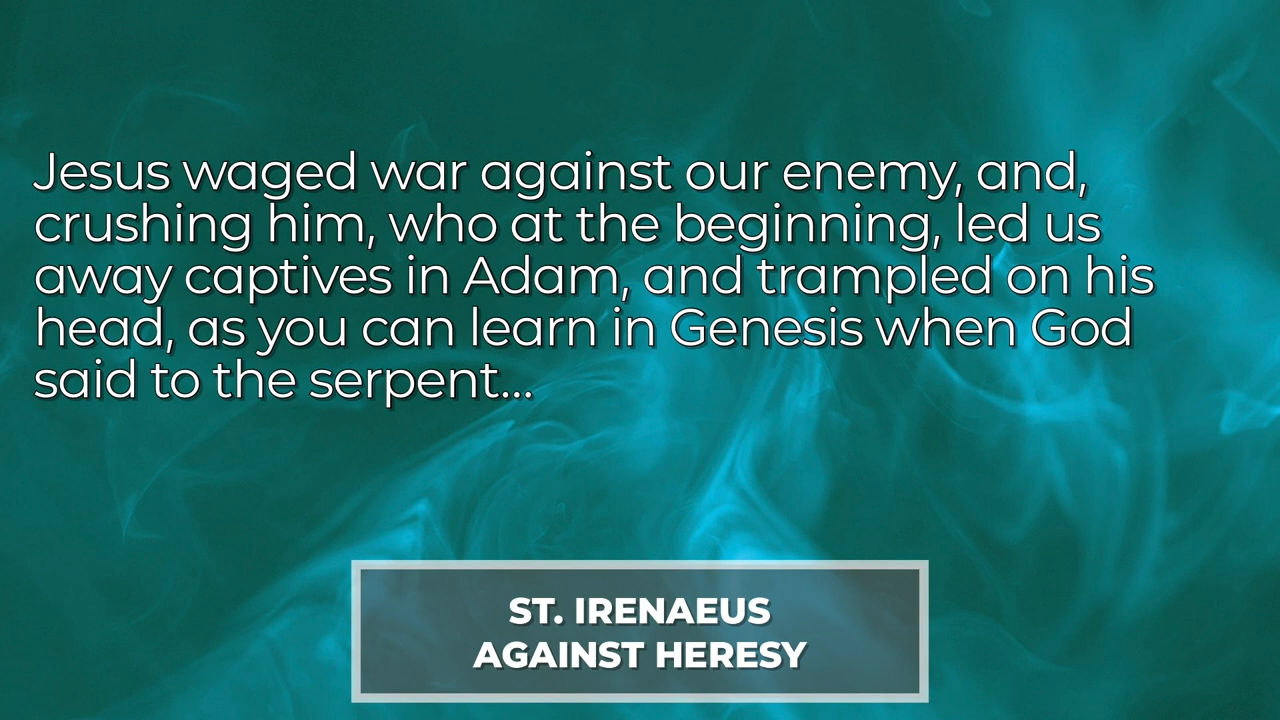 Jesus waged war against our enemy, and,
crushing him, who at the beginning, led us
away captives in Adam, and trampled on his
head, as you can learn in Genesis when God
said to the serpent...
ST. IRENAEUS
AGAINST HERESY